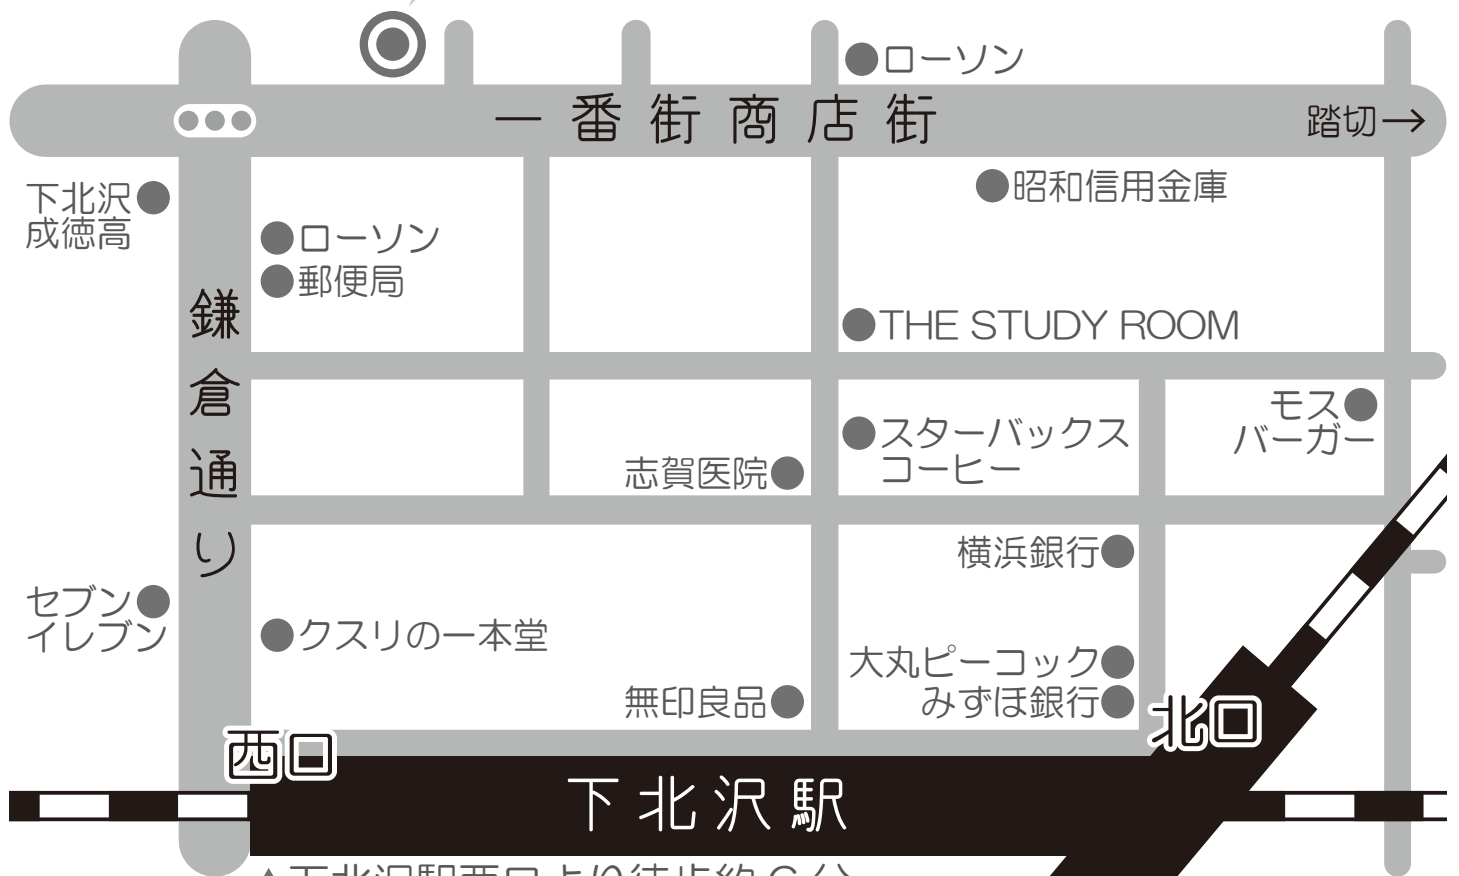 ローソン
一番街商店街
踏切→
下北沢
成徳高
昭和信用金庫
ローソン
郵便局
鎌倉通り
THE STUDY ROOM
モス
バーガー
スターバックス
コーヒー
志賀医院
横浜銀行
セブン
イレブン
クスリの一本堂
大丸ピーコック
無印良品
みずほ銀行
北口
西口
下北沢駅